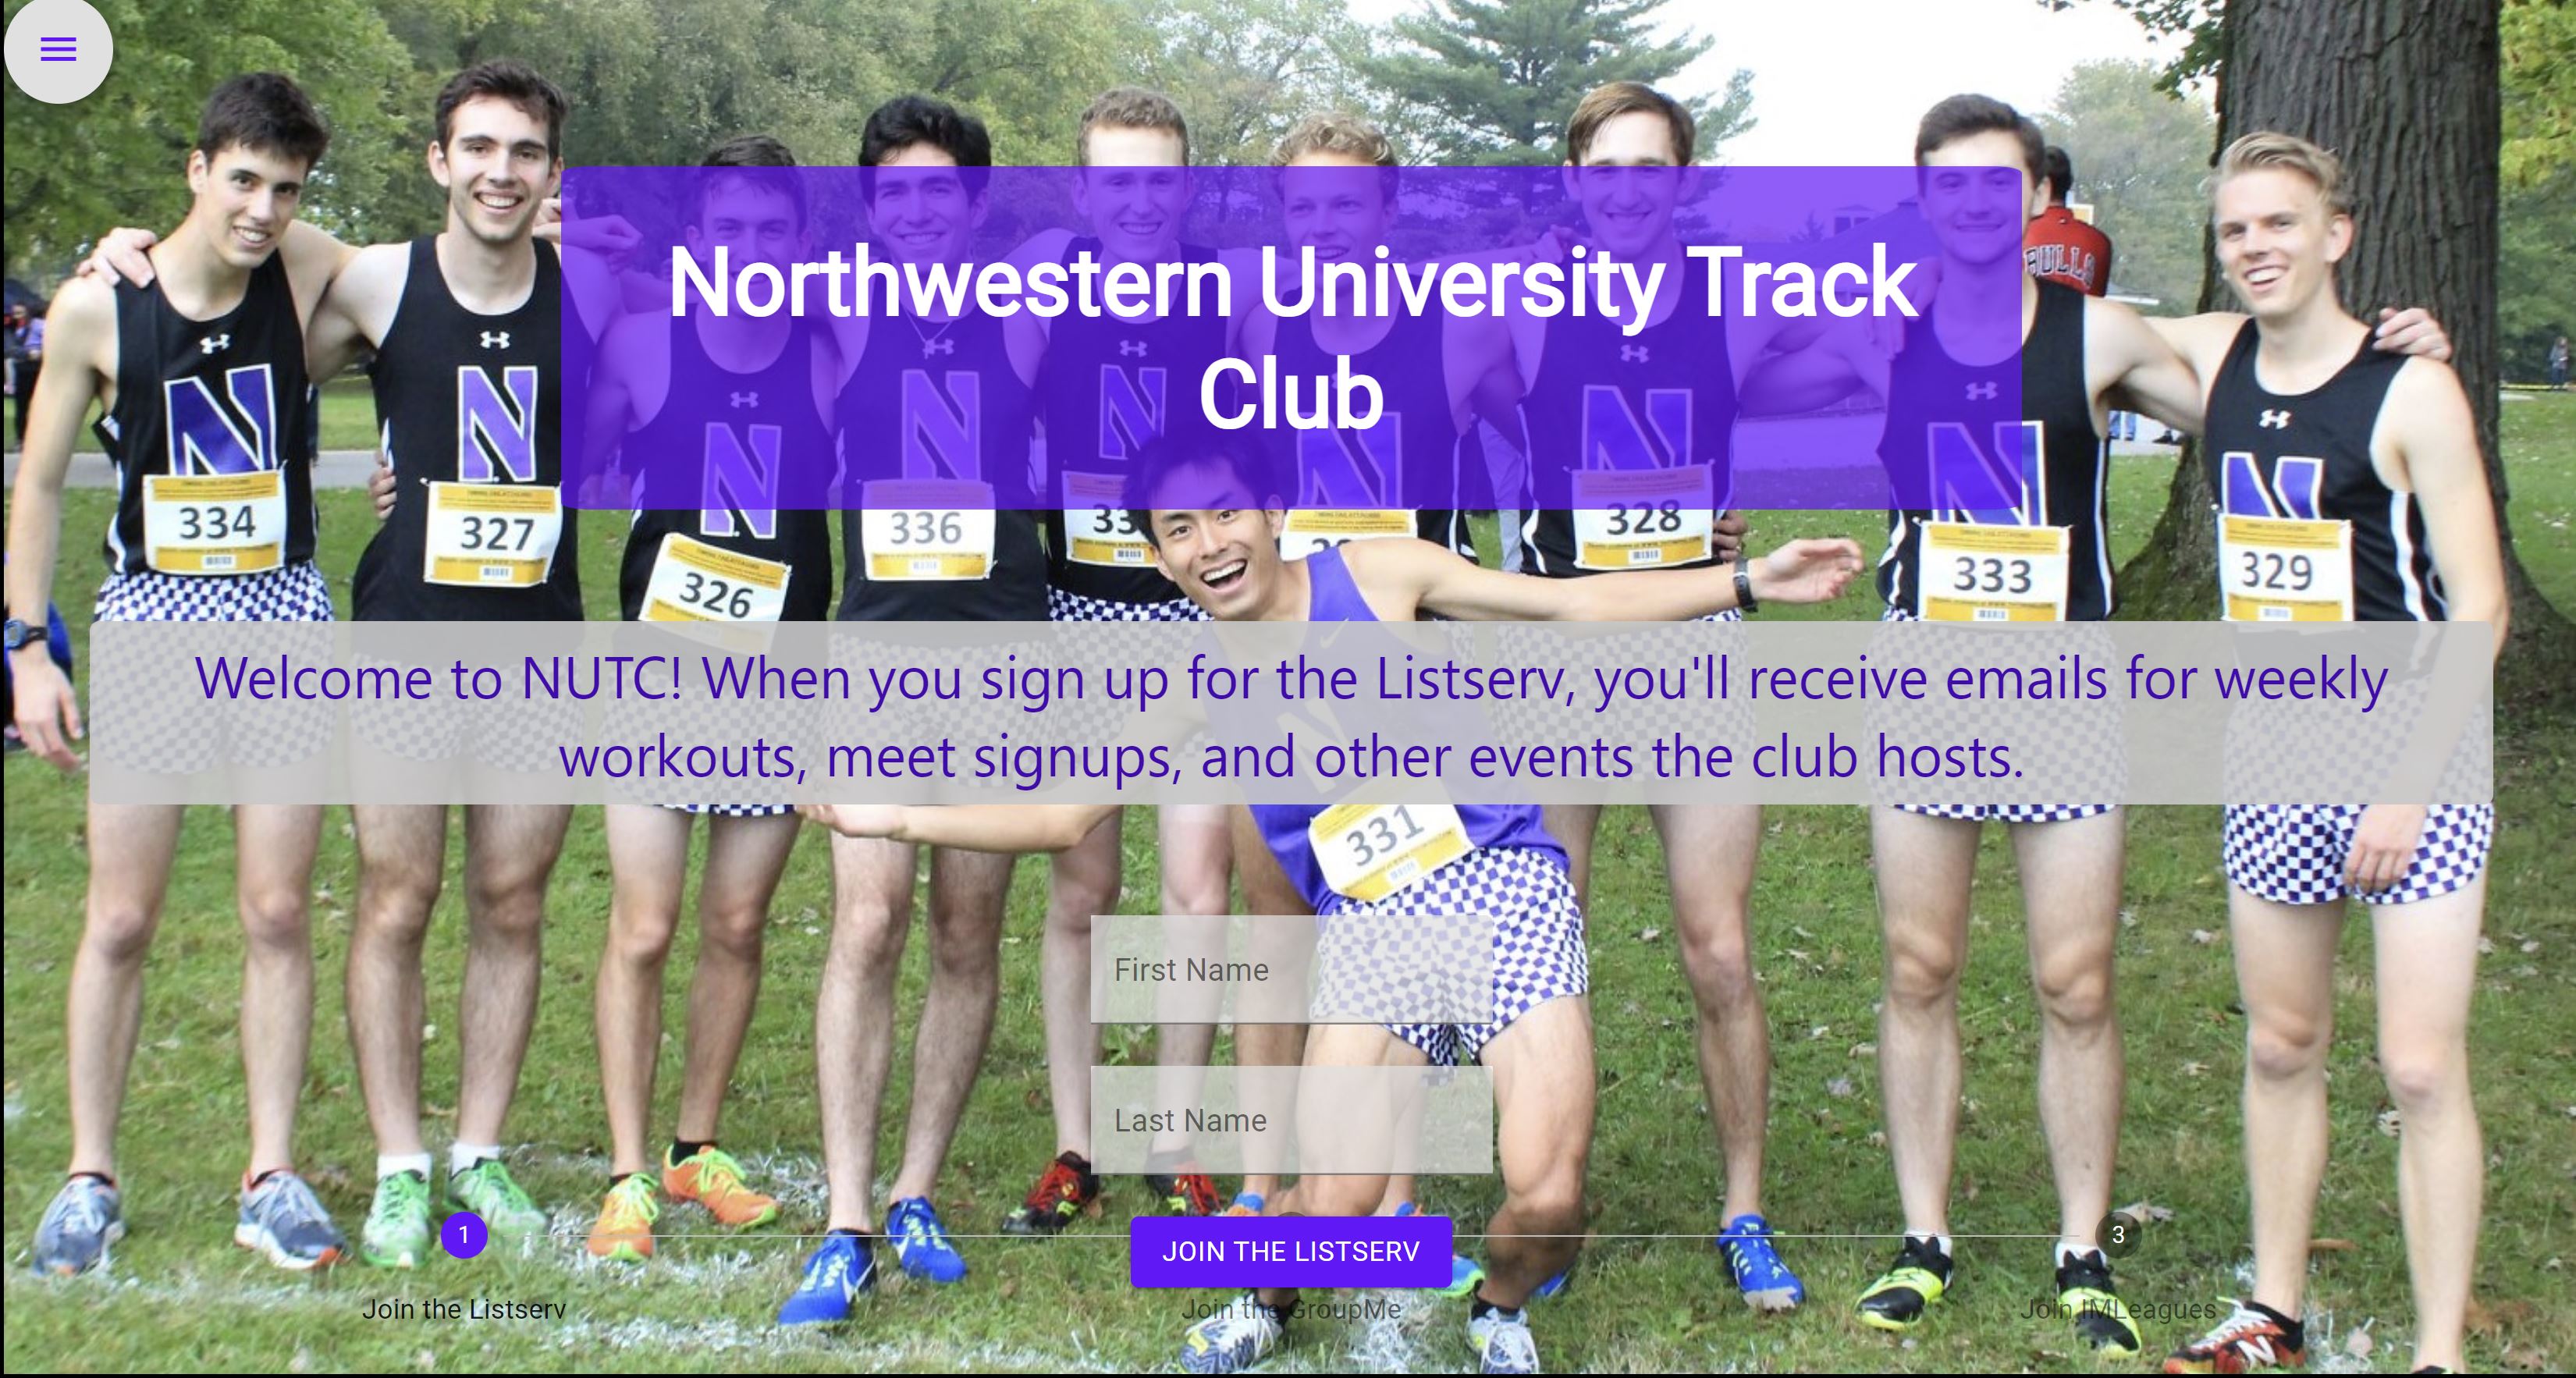 Northwestern University Track
Club
BULLS
N
N
N
N
N
N
N
N
N
334
327
326
336
33
328
333
329
Welcome to NUTC! When you sign up for the Listserv, you'll receive emails for weekly
workouts, meet signups, and other events the club hosts.
331
First Name
Last Name
1
3
JOIN THE LISTSERV
Join the Listserv
Join the GroupMe
Join IMLeagues